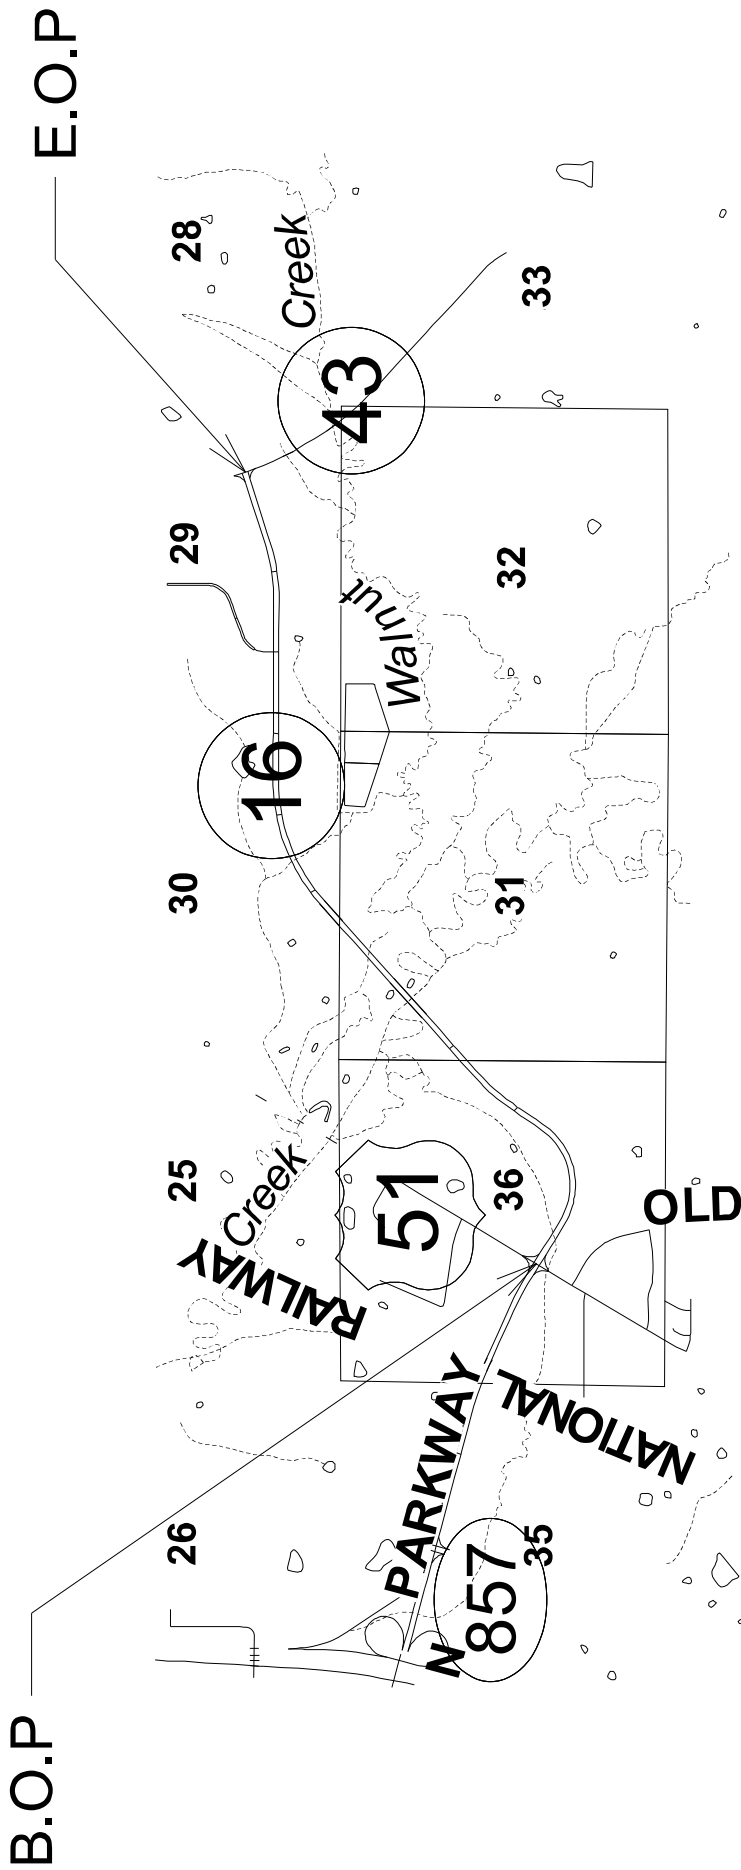 E.O.P
28
Creek
33
43
29
32
Walnut
16
30
31
25
Creek
51
36
OLD
RAILWAY
PARKWAY
NATIONAL
26
35
857
N
B.O.P